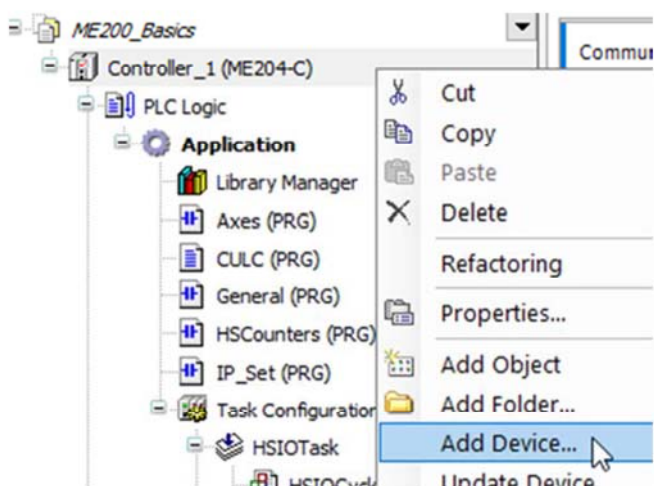 ME200_Basics
Commun
Controller_1 (ME204-C)
PLC Logic
Application
Library Manager
Axes (PRG)
CULC (PRG)
General (PRG)
HSCounters (PRG)
IP_Set (PRG)
Task Configuration
HSIOTask
HSIOCycle
Cut
Copy
Paste
Delete
Refactoring
Properties...
Add Object
Add Folder...
Add Device...
Update Device